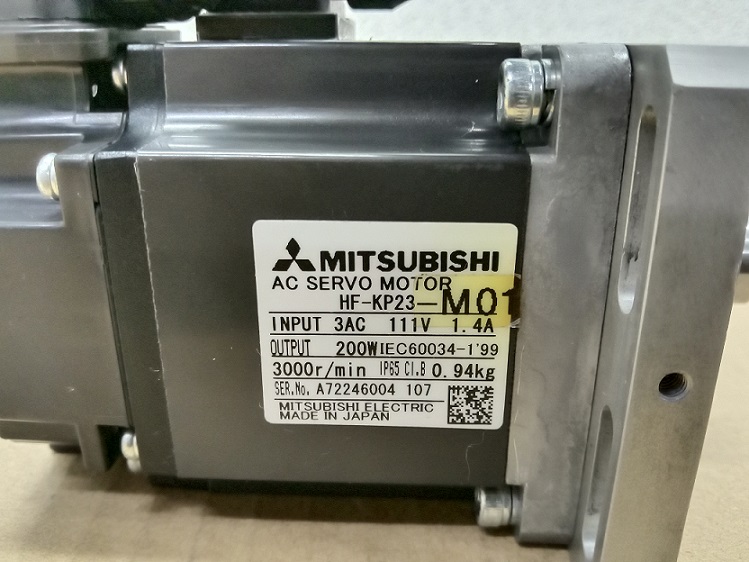 MITSUBISHI
AC SERVO MOTOR
HF-KP23-M01
INPUT 3AC 111V 1.4A
OUTPUT 200W IEC60034-1'99
3000r/min IP65 Cl.B 0.94kg
SER.No. A72246004 107
MITSUBISHI ELECTRIC
MADE IN JAPAN